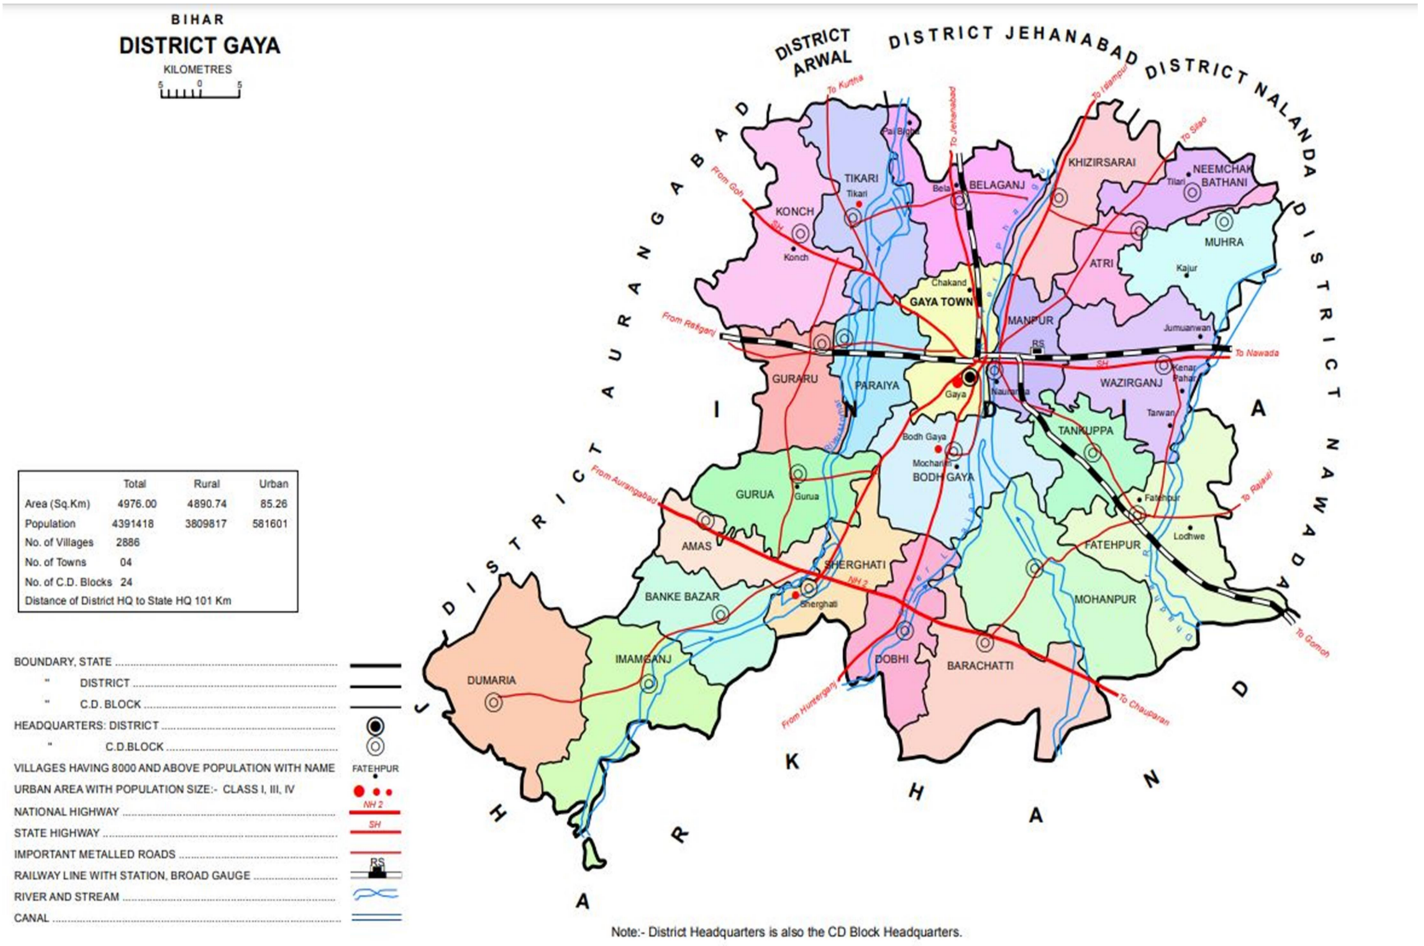 BIHAR
DISTRICT GAYA
KILOMETRES
5 0 5
DISTRICT ARWAL
DISTRICT JEHANABAD
DISTRICT NALANDA
DISTRICT NAWADA
DISTRICT AURANGABAD
JHARKHAND
INDIA
To Kurtha
To Jehanabad
To Silao
From Goh
From Rafiganj
To Nawada
From Aurangabad
To Rajauli
To Gomoh
To Chauparan
From Hunterganj
Pai Bigha
TIKARI
Tikari
KONCH
SH
Konch
Bela
BELAGANJ
KHIZIRSARAI
NEEMCHAK
BATHANI
Tilari
MUHRA
Kajur
ATRI
Chakand
GAYA TOWN
MANPUR
RS
Jumuanwan
SH
WAZIRGANJ
Kenar
Pahar
Tarwan
GURARU
PARAIYA
Gaya
Nauranga
TANKUPPA
Bodh Gaya
Mocharim
BODH GAYA
GURUA
Gurua
Fatehpur
Lodhwe
FATEHPUR
AMAS
SHERGHATI
Sherghati
NH 2
BANKE BAZAR
MOHANPUR
IMAMGANJ
DUMARIA
DOBHI
BARACHATTI
Total Rural Urban
Area (Sq.Km) 4976.00 4890.74 85.26
Population 4391418 3809817 581601
No. of Villages 2886
No. of Towns 04
No. of C.D. Blocks 24
Distance of District HQ to State HQ 101 Km
BOUNDARY, STATE
" DISTRICT
" C.D. BLOCK
HEADQUARTERS: DISTRICT
" C.D.BLOCK
VILLAGES HAVING 8000 AND ABOVE POPULATION WITH NAME FATEHPUR
URBAN AREA WITH POPULATION SIZE:- CLASS I, III, IV
NATIONAL HIGHWAY NH 2
STATE HIGHWAY SH
IMPORTANT METALLED ROADS
RAILWAY LINE WITH STATION, BROAD GAUGE RS
RIVER AND STREAM
CANAL
Note:- District Headquarters is also the CD Block Headquarters.